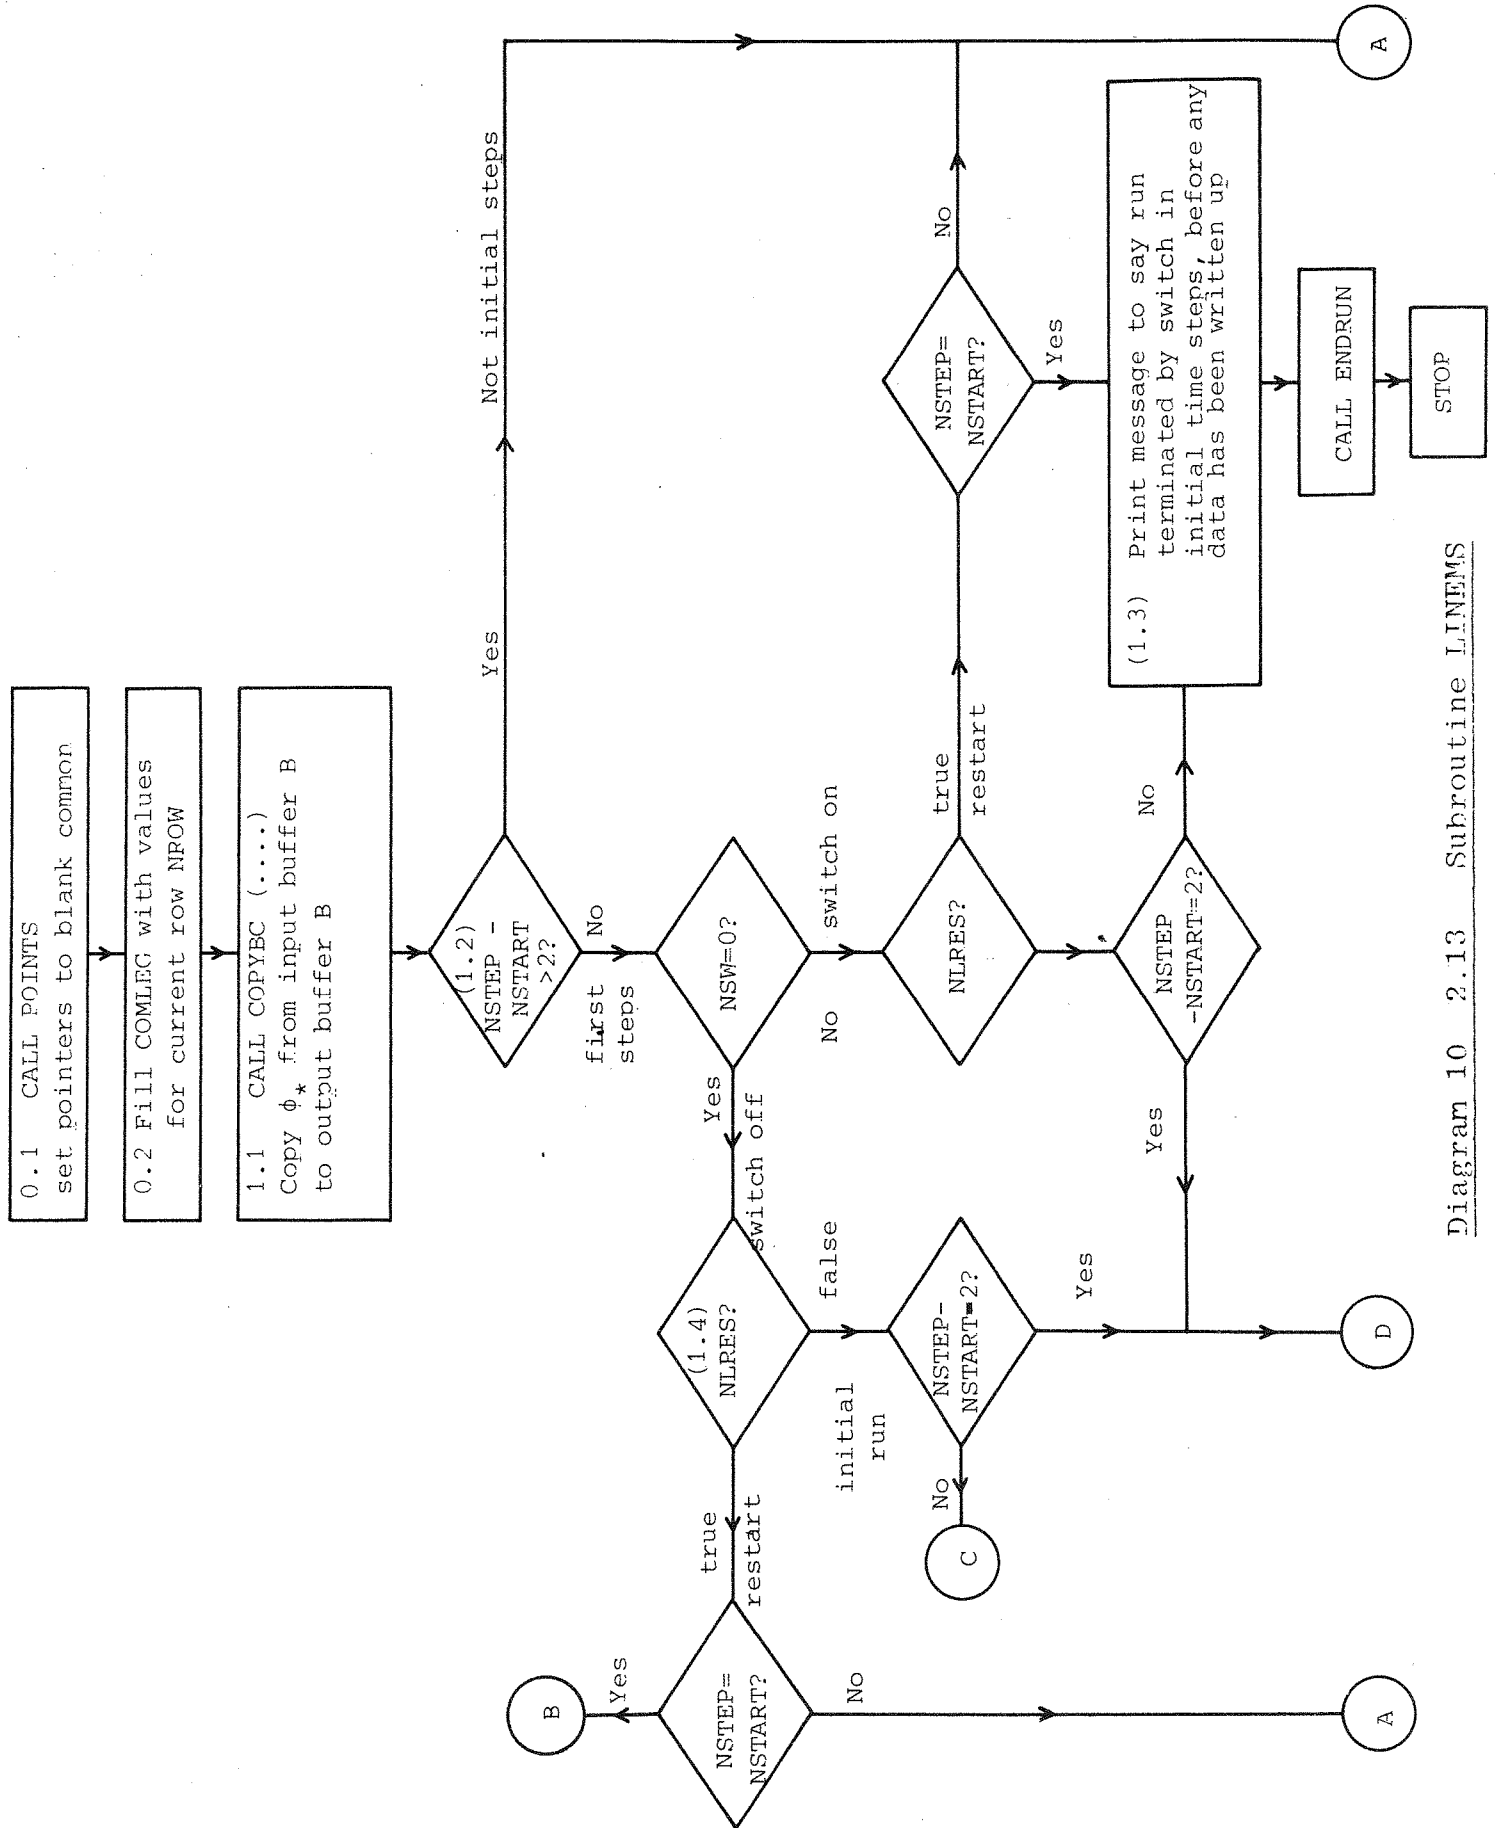 0.1 CALL POINTS
set pointers to blank common
0.2 Fill COMLEG with values
for current row NROW
1.1 CALL COPYBC (....)
Copy ϕ* from input buffer B
to output buffer B
(1.2)
NSTEP -
NSTART
>2?
Yes
Not initial steps
No
first
steps
NSW=0?
Yes
switch off
No
switch on
(1.4)
NLRES?
true
restart
false
initial
run
NSTEP=
NSTART?
Yes
B
No
A
NSTEP-
NSTART=2?
No
C
Yes
D
NLRES?
true
restart
NSTEP=
NSTART?
No
A
Yes
NSTEP
-NSTART=2?
Yes
No
(1.3) Print message to say run
terminated by switch in
initial time steps, before any
data has been written up
CALL ENDRUN
STOP
Diagram 10 2.13 Subroutine LINEMS